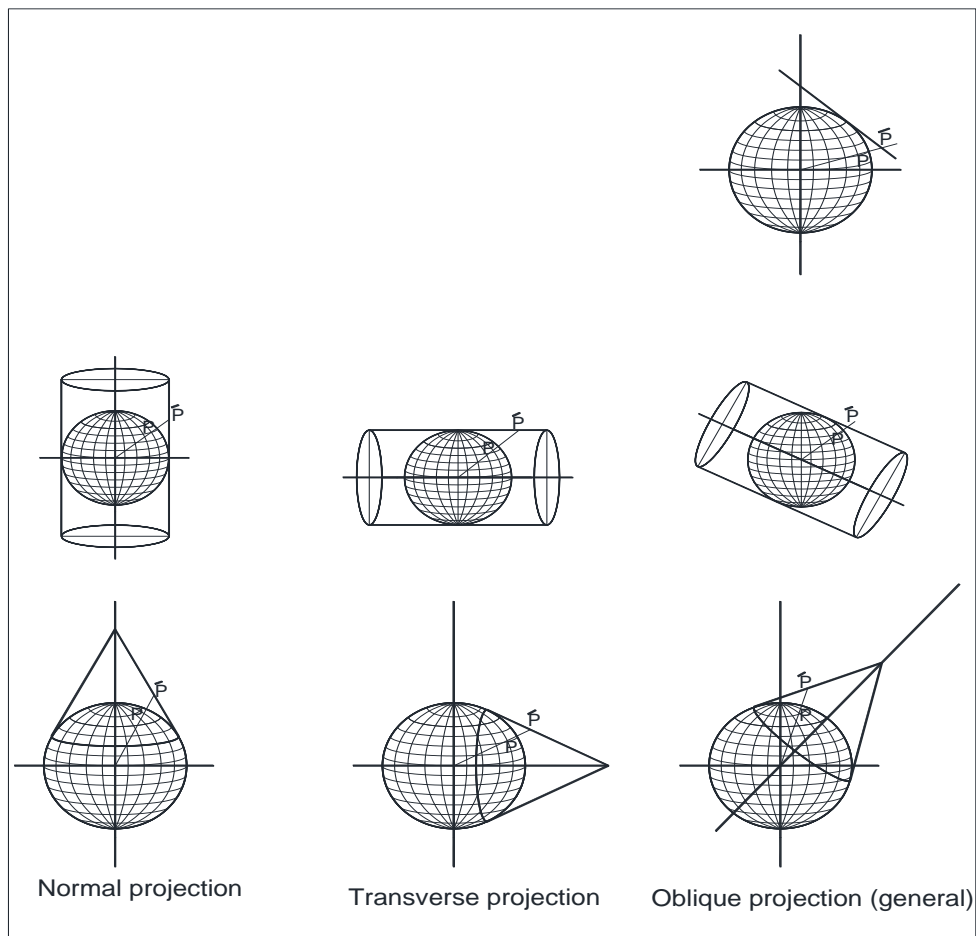 P̄
P
P̄
P
P̄
P
P̄
P
P̄
P
P̄
P
P̄
P
Normal projection
Transverse projection
Oblique projection (general)